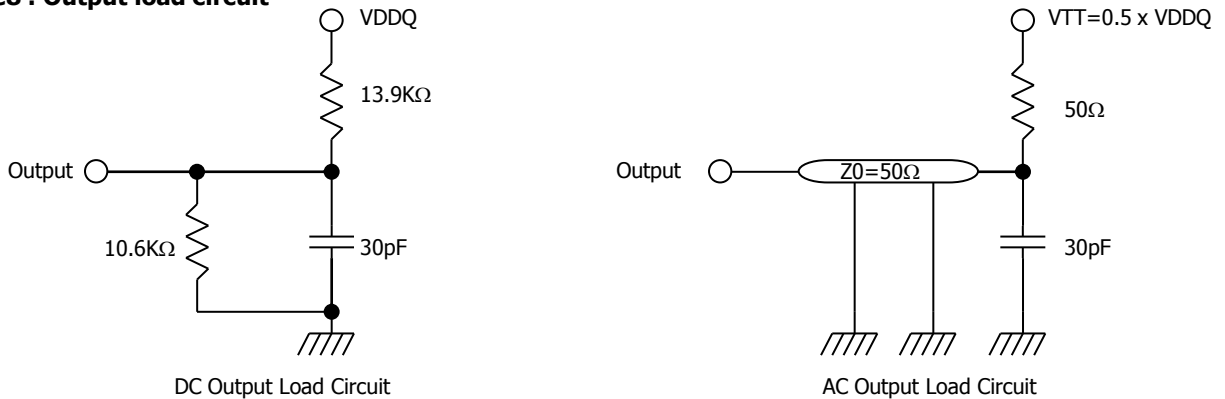 : Output load circuit
VDDQ
13.9KΩ
Output
10.6KΩ
30pF
DC Output Load Circuit
VTT=0.5 x VDDQ
50Ω
Output
Z0=50Ω
30pF
AC Output Load Circuit